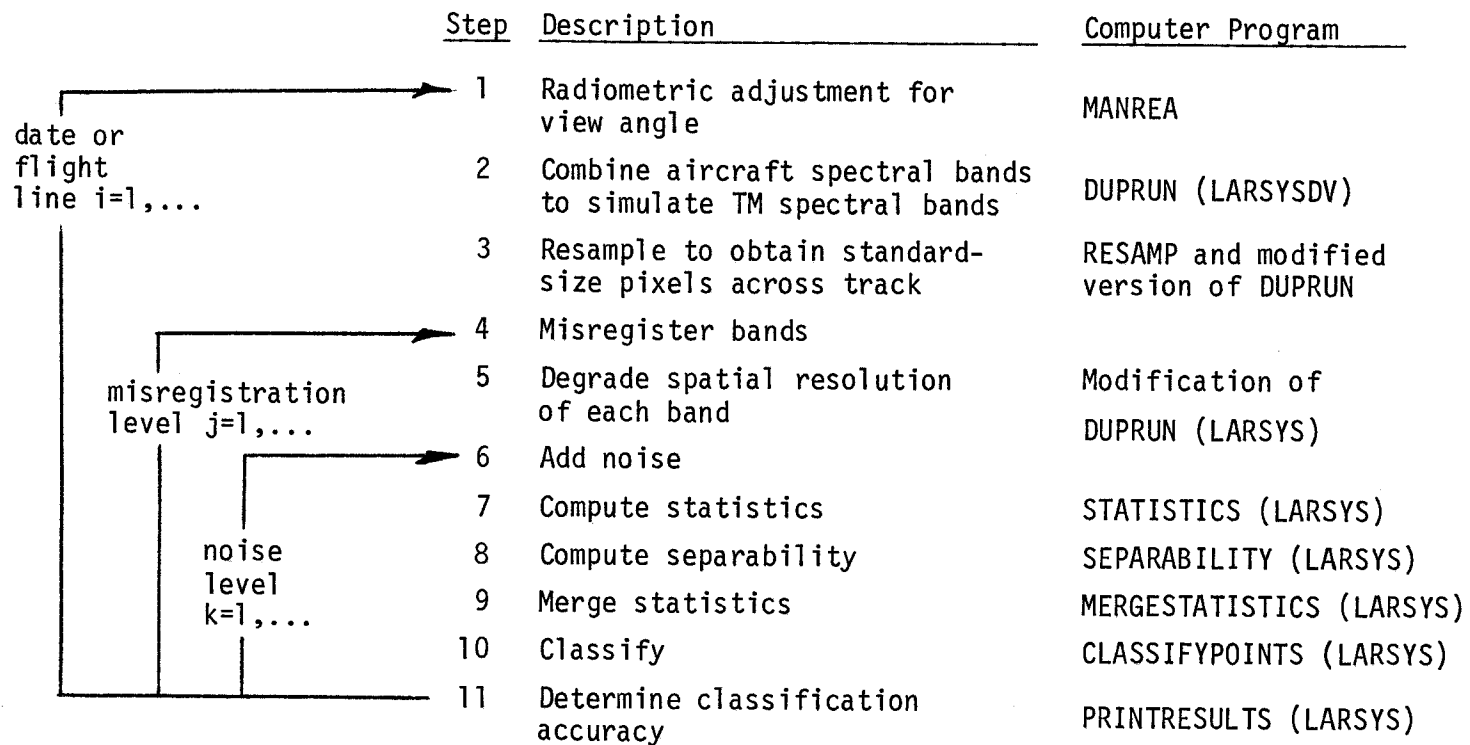 Step Description Computer Program
1 Radiometric adjustment for
view angle
MANREA
date or
flight
line i=1,...
2 Combine aircraft spectral bands
to simulate TM spectral bands
DUPRUN (LARSYSDV)
3 Resample to obtain standard-
size pixels across track
RESAMP and modified
version of DUPRUN
4 Misregister bands
misregistration
level j=1,...
5 Degrade spatial resolution
of each band
Modification of
DUPRUN (LARSYS)
6 Add noise
noise
level
k=1,...
7 Compute statistics STATISTICS (LARSYS)
8 Compute separability SEPARABILITY (LARSYS)
9 Merge statistics MERGESTATISTICS (LARSYS)
10 Classify CLASSIFYPOINTS (LARSYS)
11 Determine classification
accuracy
PRINTRESULTS (LARSYS)